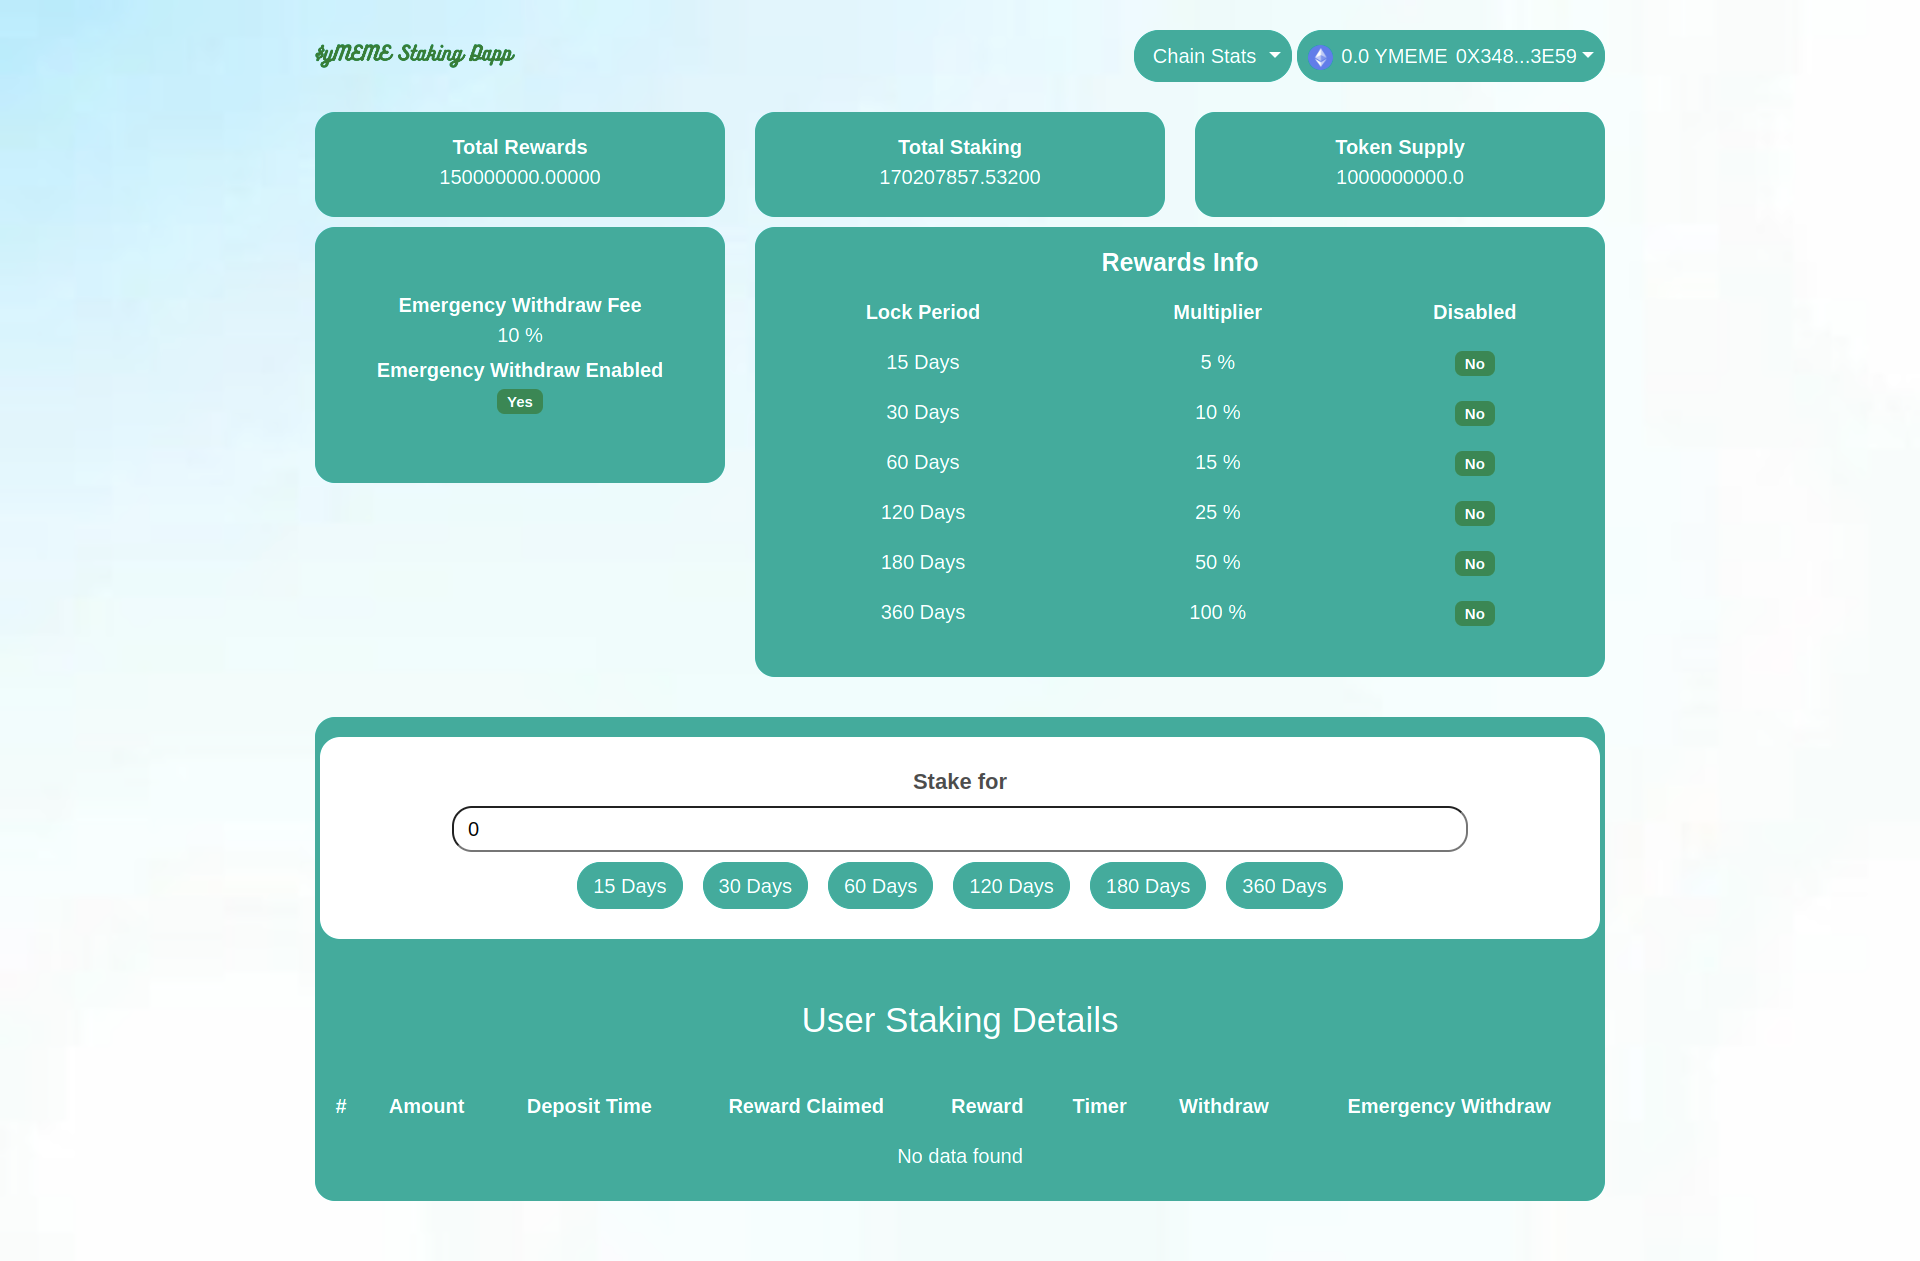 $yMEME Staking Dapp
Chain Stats
0.0 YMEME 0X348...3E59
Total Rewards
150000000.00000
Total Staking
170207857.53200
Token Supply
1000000000.0
Emergency Withdraw Fee
10 %
Emergency Withdraw Enabled
Yes
Rewards Info
Lock Period Multiplier Disabled
15 Days 5 % No
30 Days 10 % No
60 Days 15 % No
120 Days 25 % No
180 Days 50 % No
360 Days 100 % No
Stake for
0
15 Days 30 Days 60 Days 120 Days 180 Days 360 Days
User Staking Details
# Amount Deposit Time Reward Claimed Reward Timer Withdraw Emergency Withdraw
No data found